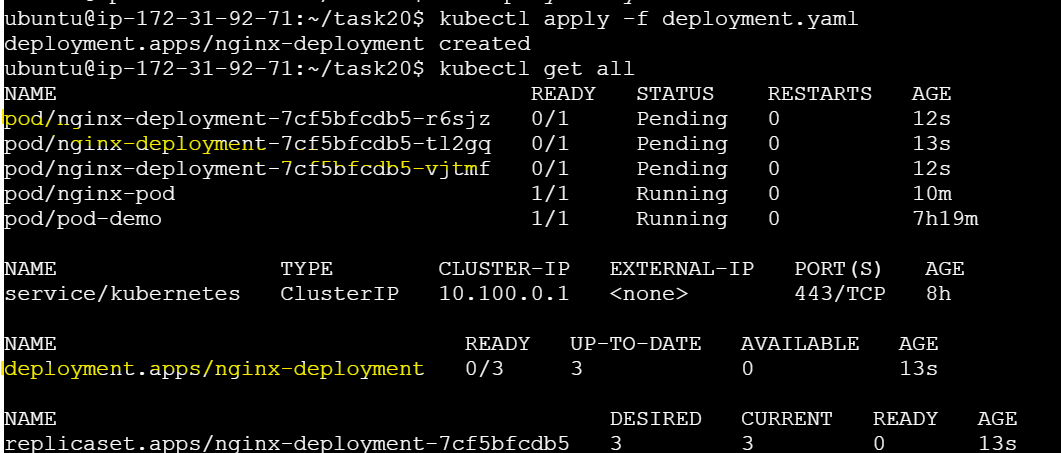 ubuntu@ip-172-31-92-71:~/task20$ kubectl apply -f deployment.yaml
deployment.apps/nginx-deployment created
ubuntu@ip-172-31-92-71:~/task20$ kubectl get all
NAME READY STATUS RESTARTS AGE
pod/nginx-deployment-7cf5bfcdb5-r6sjz 0/1 Pending 0 12s
pod/nginx-deployment-7cf5bfcdb5-tl2gq 0/1 Pending 0 13s
pod/nginx-deployment-7cf5bfcdb5-vjtmf 0/1 Pending 0 12s
pod/nginx-pod 1/1 Running 0 10m
pod/pod-demo 1/1 Running 0 7h19m
NAME TYPE CLUSTER-IP EXTERNAL-IP PORT(S) AGE
service/kubernetes ClusterIP 10.100.0.1 <none> 443/TCP 8h
NAME READY UP-TO-DATE AVAILABLE AGE
deployment.apps/nginx-deployment 0/3 3 0 13s
NAME DESIRED CURRENT READY AGE
replicaset.apps/nginx-deployment-7cf5bfcdb5 3 3 0 13s